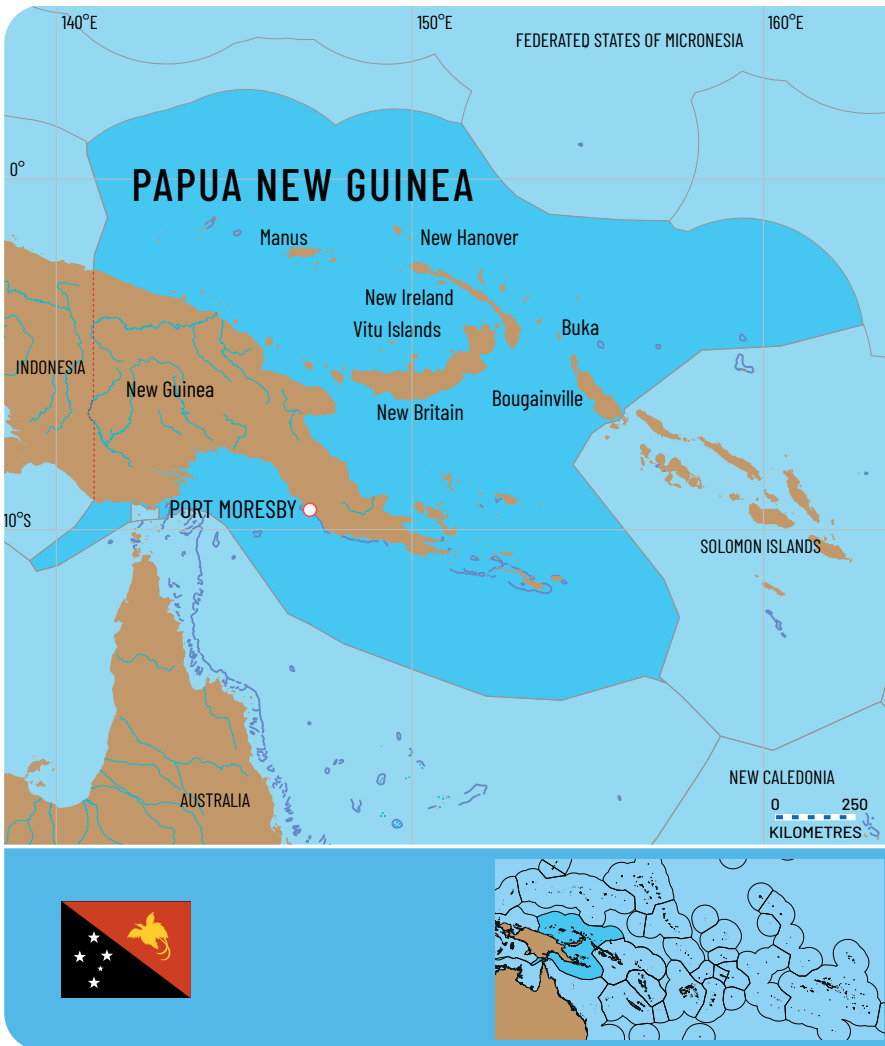 140°E
150°E
160°E
FEDERATED STATES OF MICRONESIA
0°
PAPUA NEW GUINEA
Manus
New Hanover
New Ireland
Vitu Islands
Buka
INDONESIA
New Guinea
New Britain
Bougainville
PORT MORESBY
10°S
SOLOMON ISLANDS
NEW CALEDONIA
AUSTRALIA
0 250
KILOMETRES